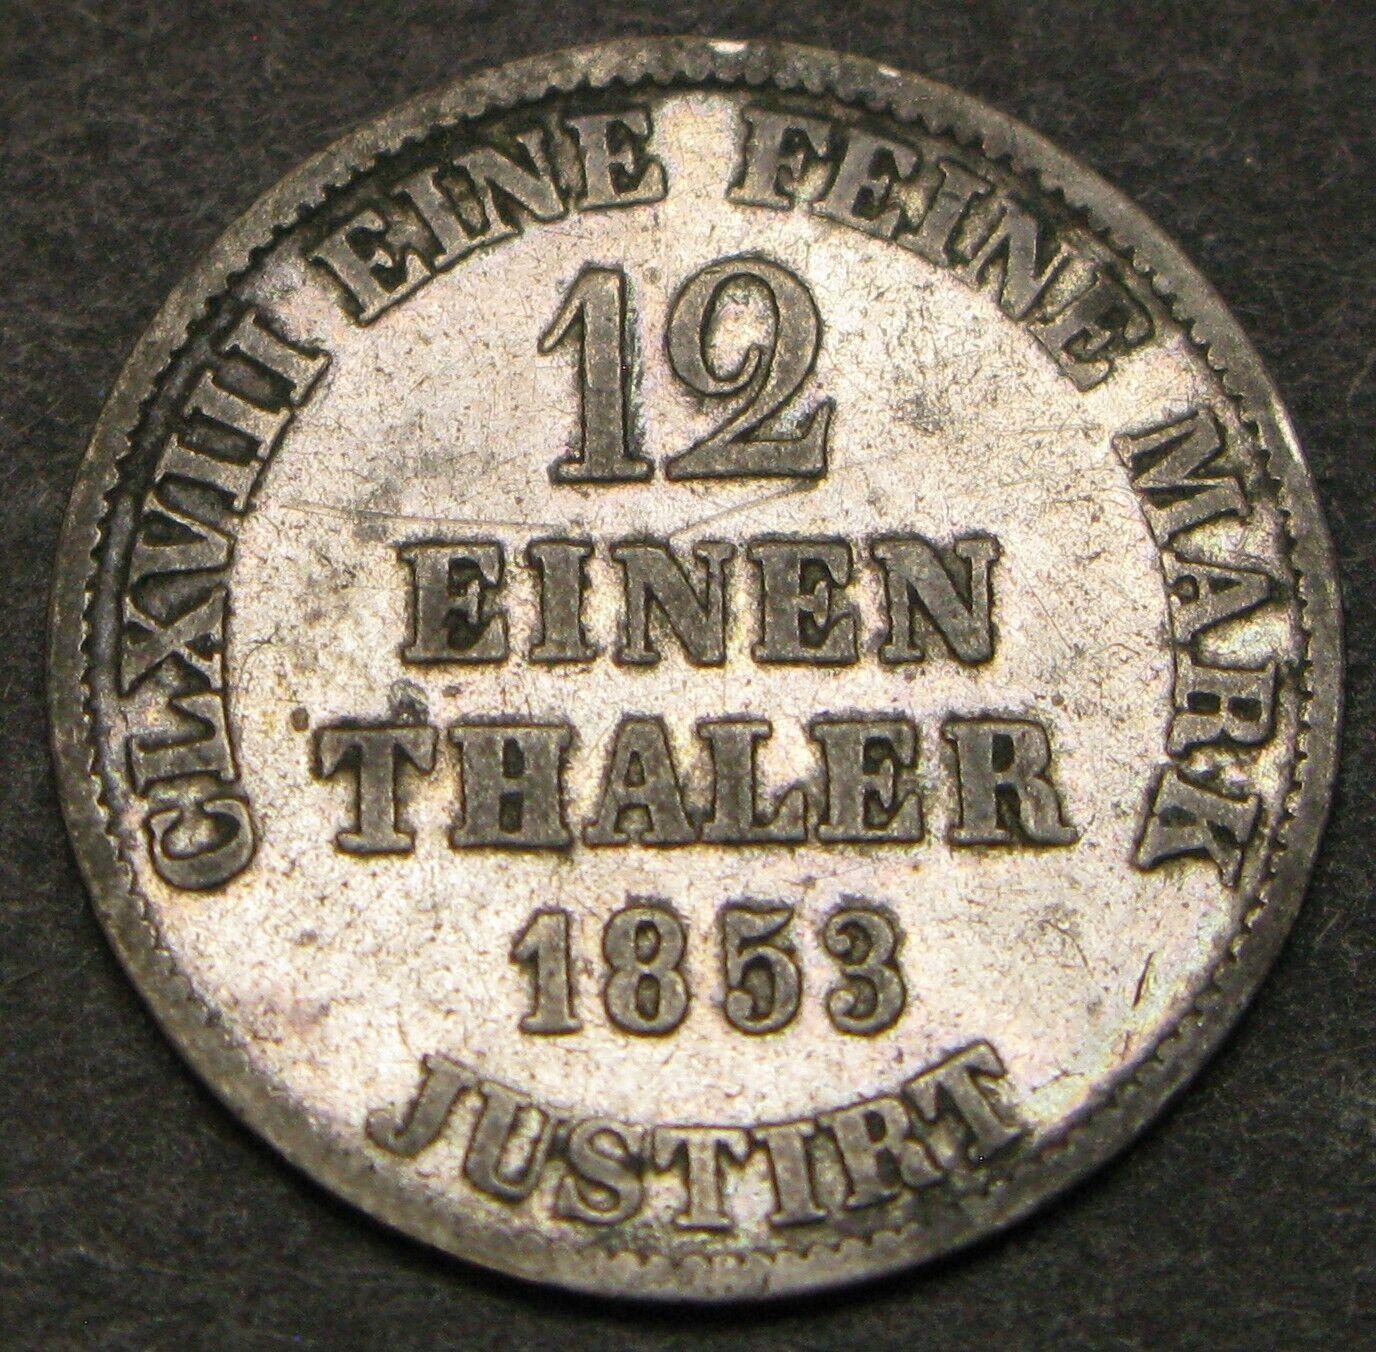 CLXVIII EINE FEINE MARK
12
EINEN
THALER
1853
JUSTIRT